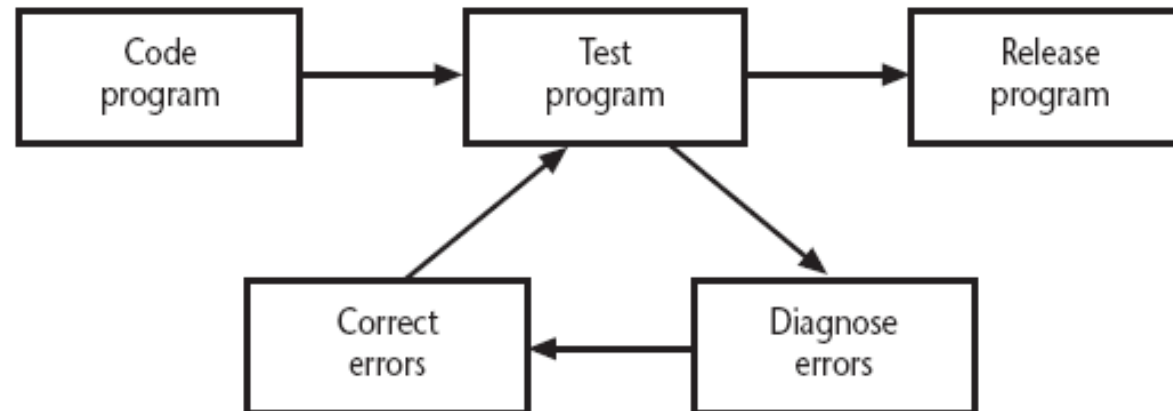 Code
program
Test
program
Release
program
Correct
errors
Diagnose
errors